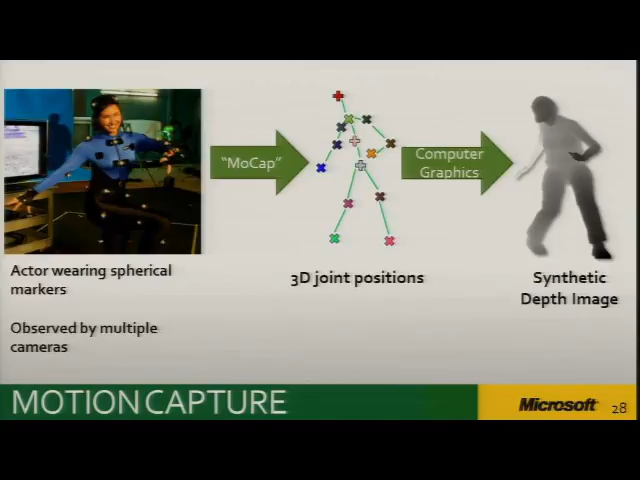 "MoCap"
Computer
Graphics
Actor wearing spherical
markers
Observed by multiple
cameras
3D joint positions
Synthetic
Depth Image
MOTION CAPTURE
Microsoft
28